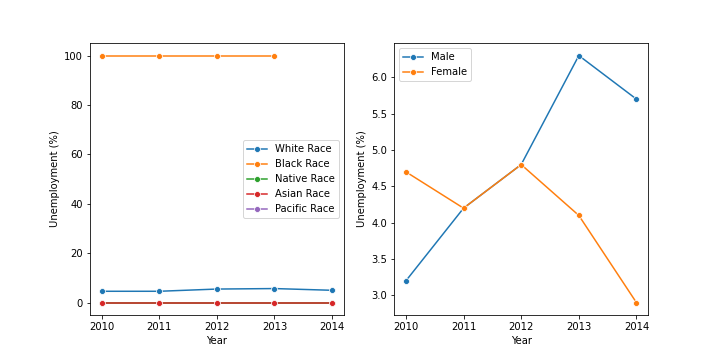 100
80
60
40
20
0
Unemployment (%)
White Race
Black Race
Native Race
Asian Race
Pacific Race
2010 2011 2012 2013 2014
Year
Male
Female
6.0
5.5
5.0
4.5
4.0
3.5
3.0
Unemployment (%)
2010 2011 2012 2013 2014
Year